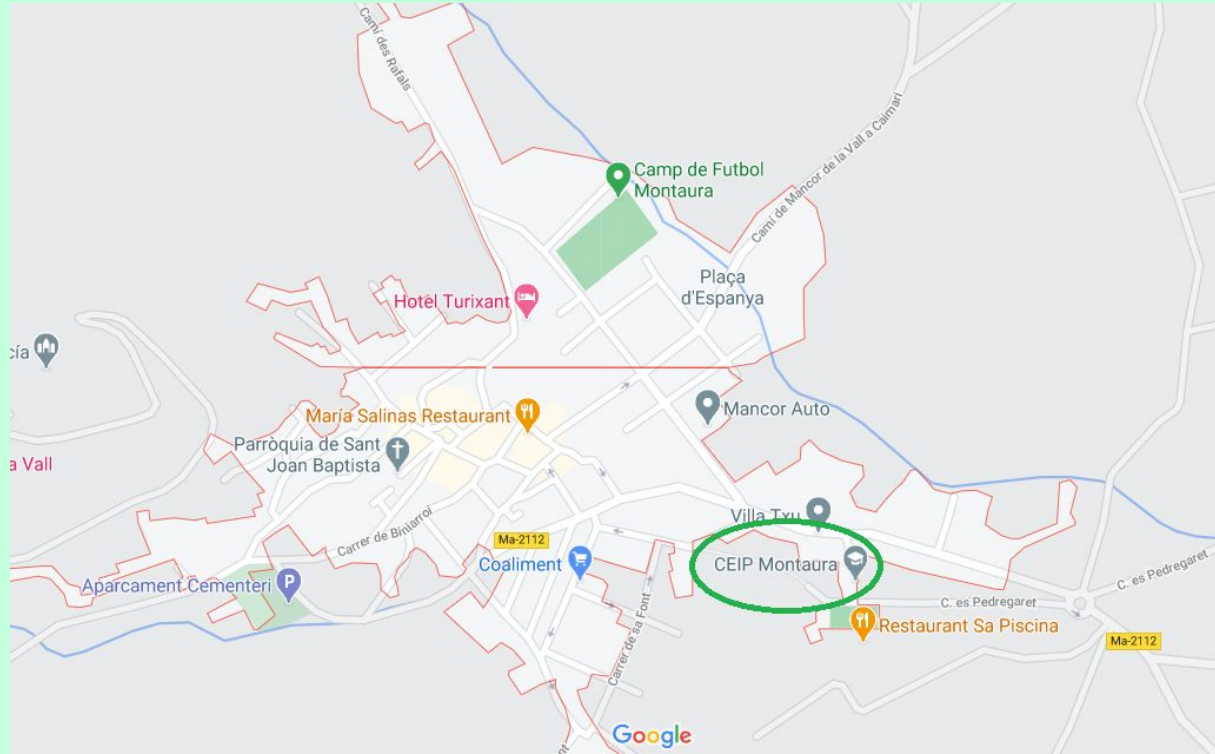 Camí des Rafals
Camp de Futbol
Montaura
Camí de Mancor de la Vall a Caimari
Plaça
d'Espanya
Hotel Turixant
cía
María Salinas Restaurant
Mancor Auto
Parròquia de Sant
Joan Baptista
a Vall
Villa Txu
Carrer de Biniarroi
Ma-2112
Coaliment
CEIP Montaura
C. es Pedregaret
Aparcament Cementeri
C. es Pedregaret
Restaurant Sa Piscina
Ma-2112
Carrer de sa Font
nt
Google